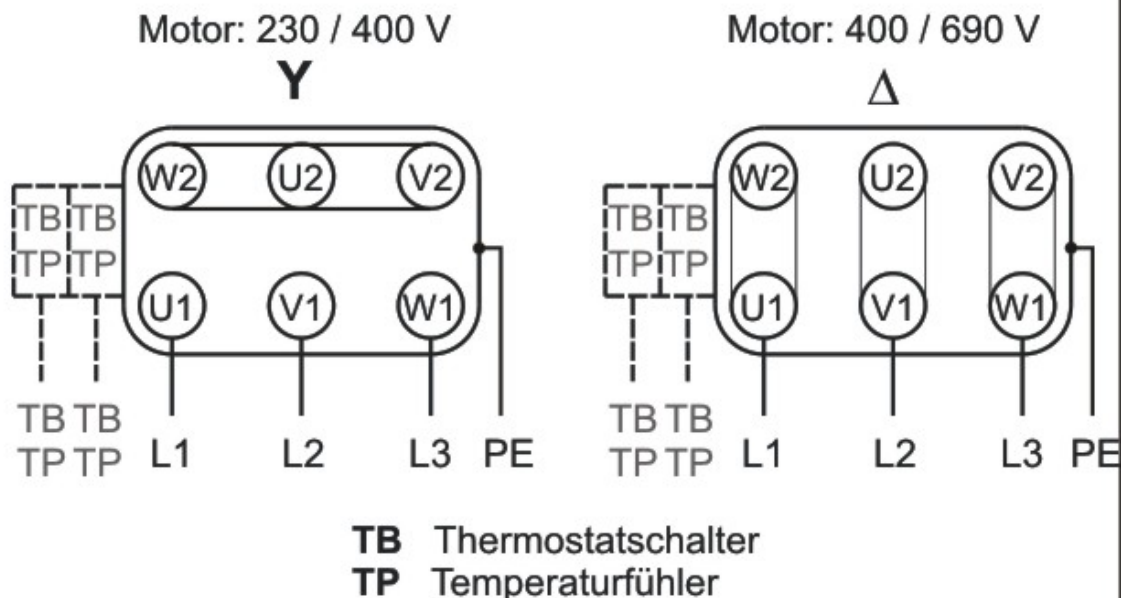 Motor: 230 / 400 V
Y
W2 U2 V2
TB TB
TP TP
U1 V1 W1
TB TB
TP TP L1 L2 L3 PE
Motor: 400 / 690 V
Δ
W2 U2 V2
TB TB
TP TP
U1 V1 W1
TB TB
TP TP L1 L2 L3 PE
TB Thermostatschalter
TP Temperaturfühler